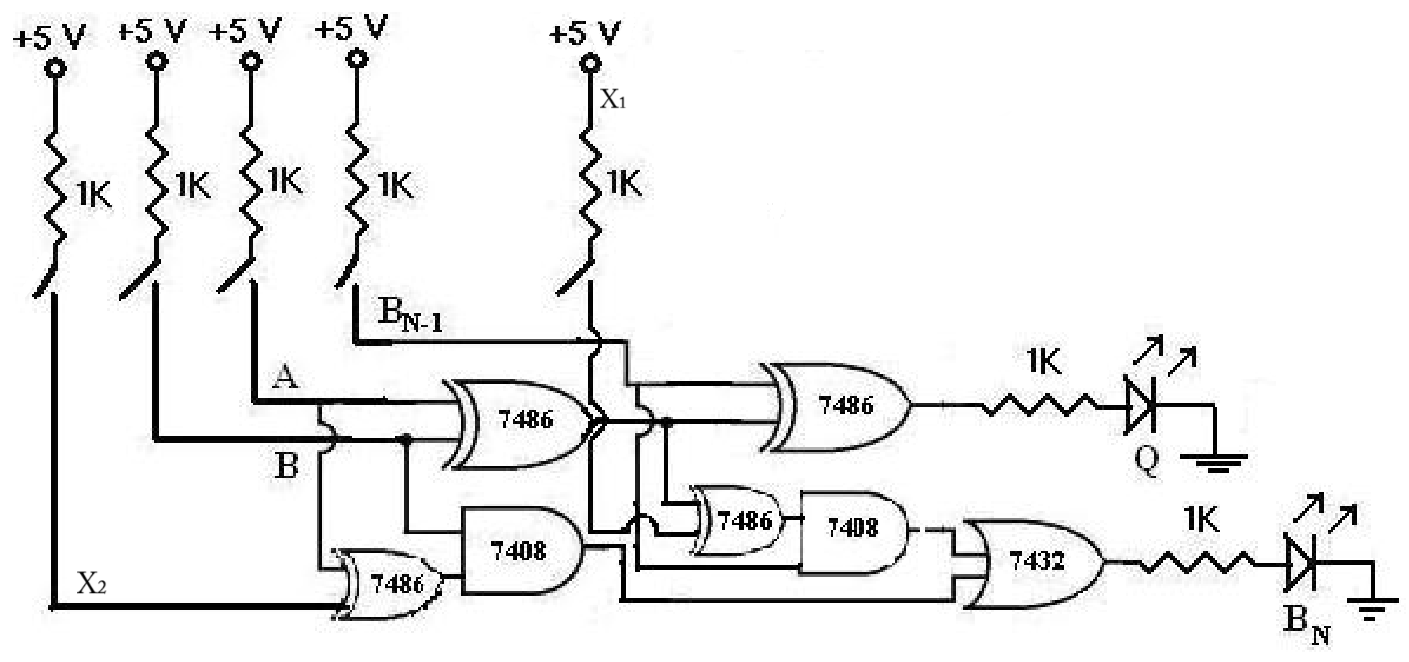 +5 V +5 V +5 V +5 V +5 V
X₁
1K 1K 1K 1K 1K
B_{N-1}
A
1K
7486 7486
B
Q
7486 7408
1K
7408 7432
7486
X₂
B_N